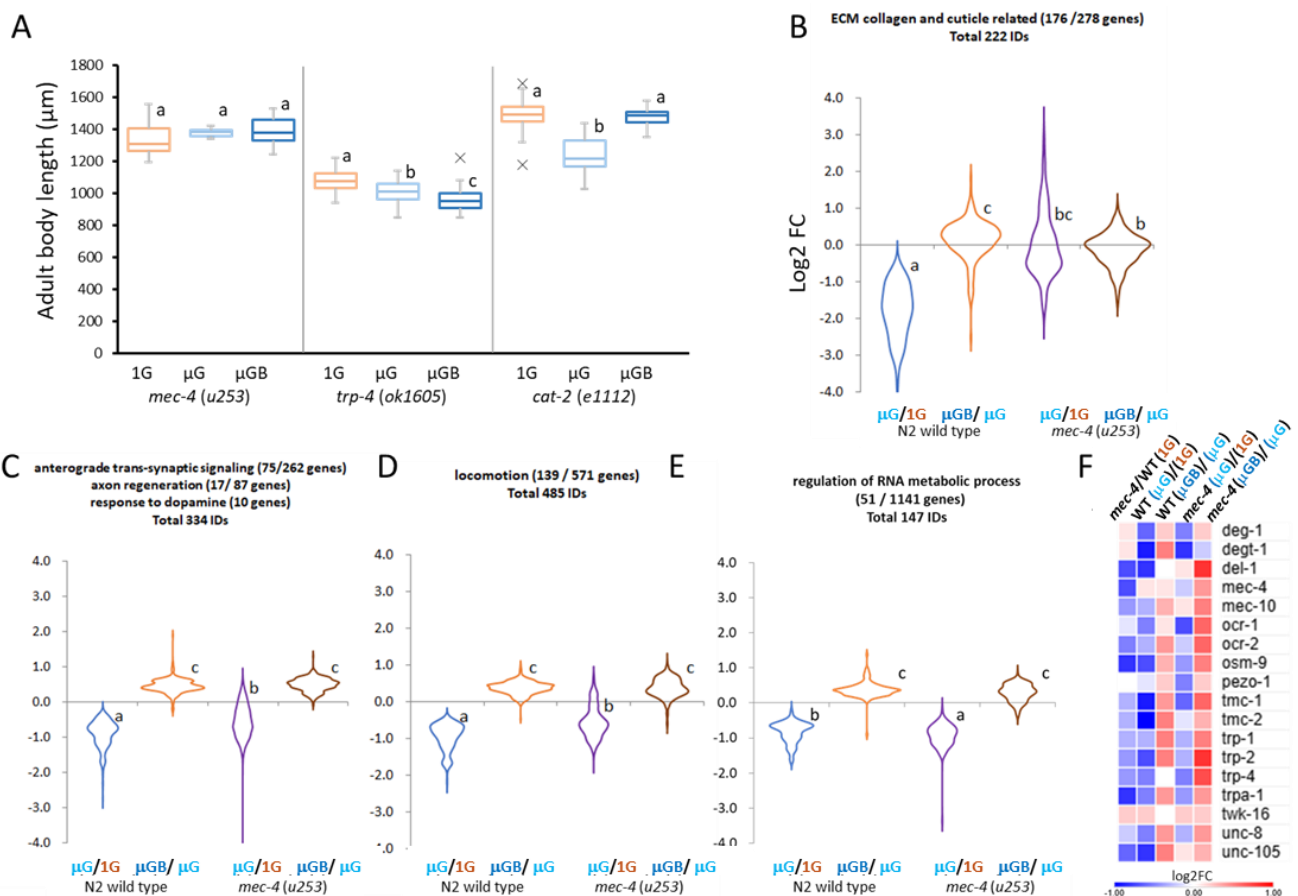 A
Adult body length (µm)
1800
1600
1400
1200
1000
800
600
400
200
0
a a a
a b c
a b a
1G µG µGB
mec-4 (u253)
1G µG µGB
trp-4 (ok1605)
1G µG µGB
cat-2 (e1112)
B
ECM collagen and cuticle related (176 /278 genes)
Total 222 IDs
Log2 FC
4.0
3.0
2.0
1.0
0.0
-1.0
-2.0
-3.0
-4.0
a c bc b
µG/1G µGB/ µG µG/1G µGB/ µG
N2 wild type mec-4 (u253)
C
anterograde trans-synaptic signaling (75/262 genes)
axon regeneration (17/ 87 genes)
response to dopamine (10 genes)
Total 334 IDs
4.0
3.0
2.0
1.0
0.0
-1.0
-2.0
-3.0
-4.0
a c b c
µG/1G µGB/ µG µG/1G µGB/ µG
N2 wild type mec-4 (u253)
D
locomotion (139 / 571 genes)
Total 485 IDs
4.0
3.0
2.0
1.0
0.0
-1.0
-2.0
-3.0
.0
a c b c
µG/1G µGB/ µG µG/1G µGB/ µG
N2 wild type mec-4 (u253)
E
regulation of RNA metabolic process
(51 / 1141 genes)
Total 147 IDs
4.0
3.0
2.0
1.0
0.0
-1.0
-2.0
-3.0
-4.0
b c a c
µG/1G µGB/ µG µG/1G µGB/ µG
N2 wild type mec-4 (u253)
F
mec-4/WT (1G)
WT (µG)/(1G)
WT (µGB)/(µG)
mec-4 (µG)/(1G)
mec-4 (µGB)/(µG)
deg-1
degt-1
del-1
mec-4
mec-10
ocr-1
ocr-2
osm-9
pezo-1
tmc-1
tmc-2
trp-1
trp-2
trp-4
trpa-1
twk-16
unc-8
unc-105
log2FC
-1.00 0.00 1.00